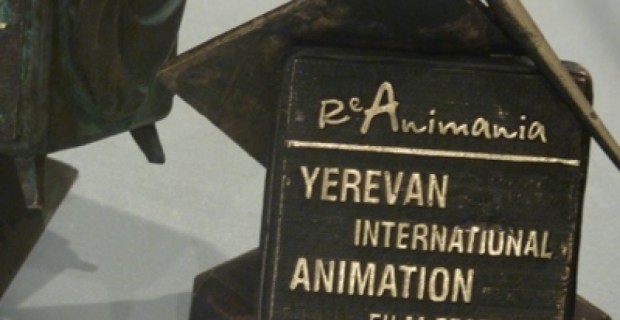 ReAnimania
YEREVAN
INTERNATIONAL
ANIMATION